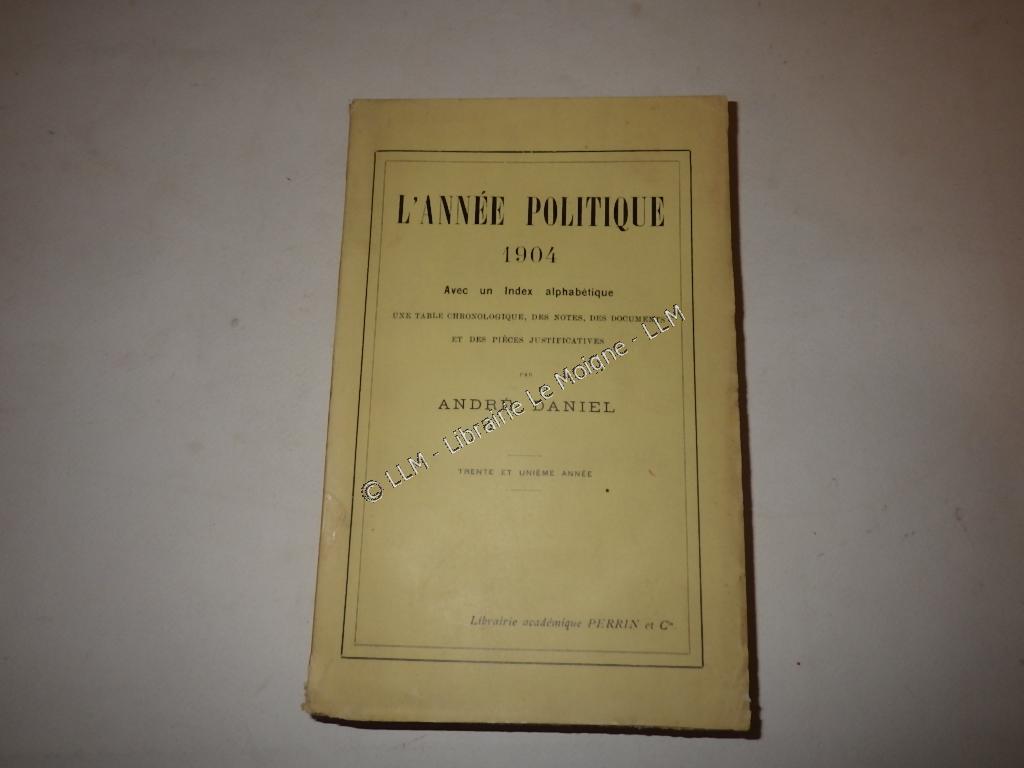 L'ANNÉE POLITIQUE
1904
Avec un Index alphabétique
UNE TABLE CHRONOLOGIQUE, DES NOTES, DES DOCUMENTS
ET DES PIÈCES JUSTIFICATIVES
PAR
ANDRÉ DANIEL
© LLM - Librairie Le Moigne - LLM
TRENTE ET UNIÈME ANNÉE
Librairie académique PERRIN et Cie